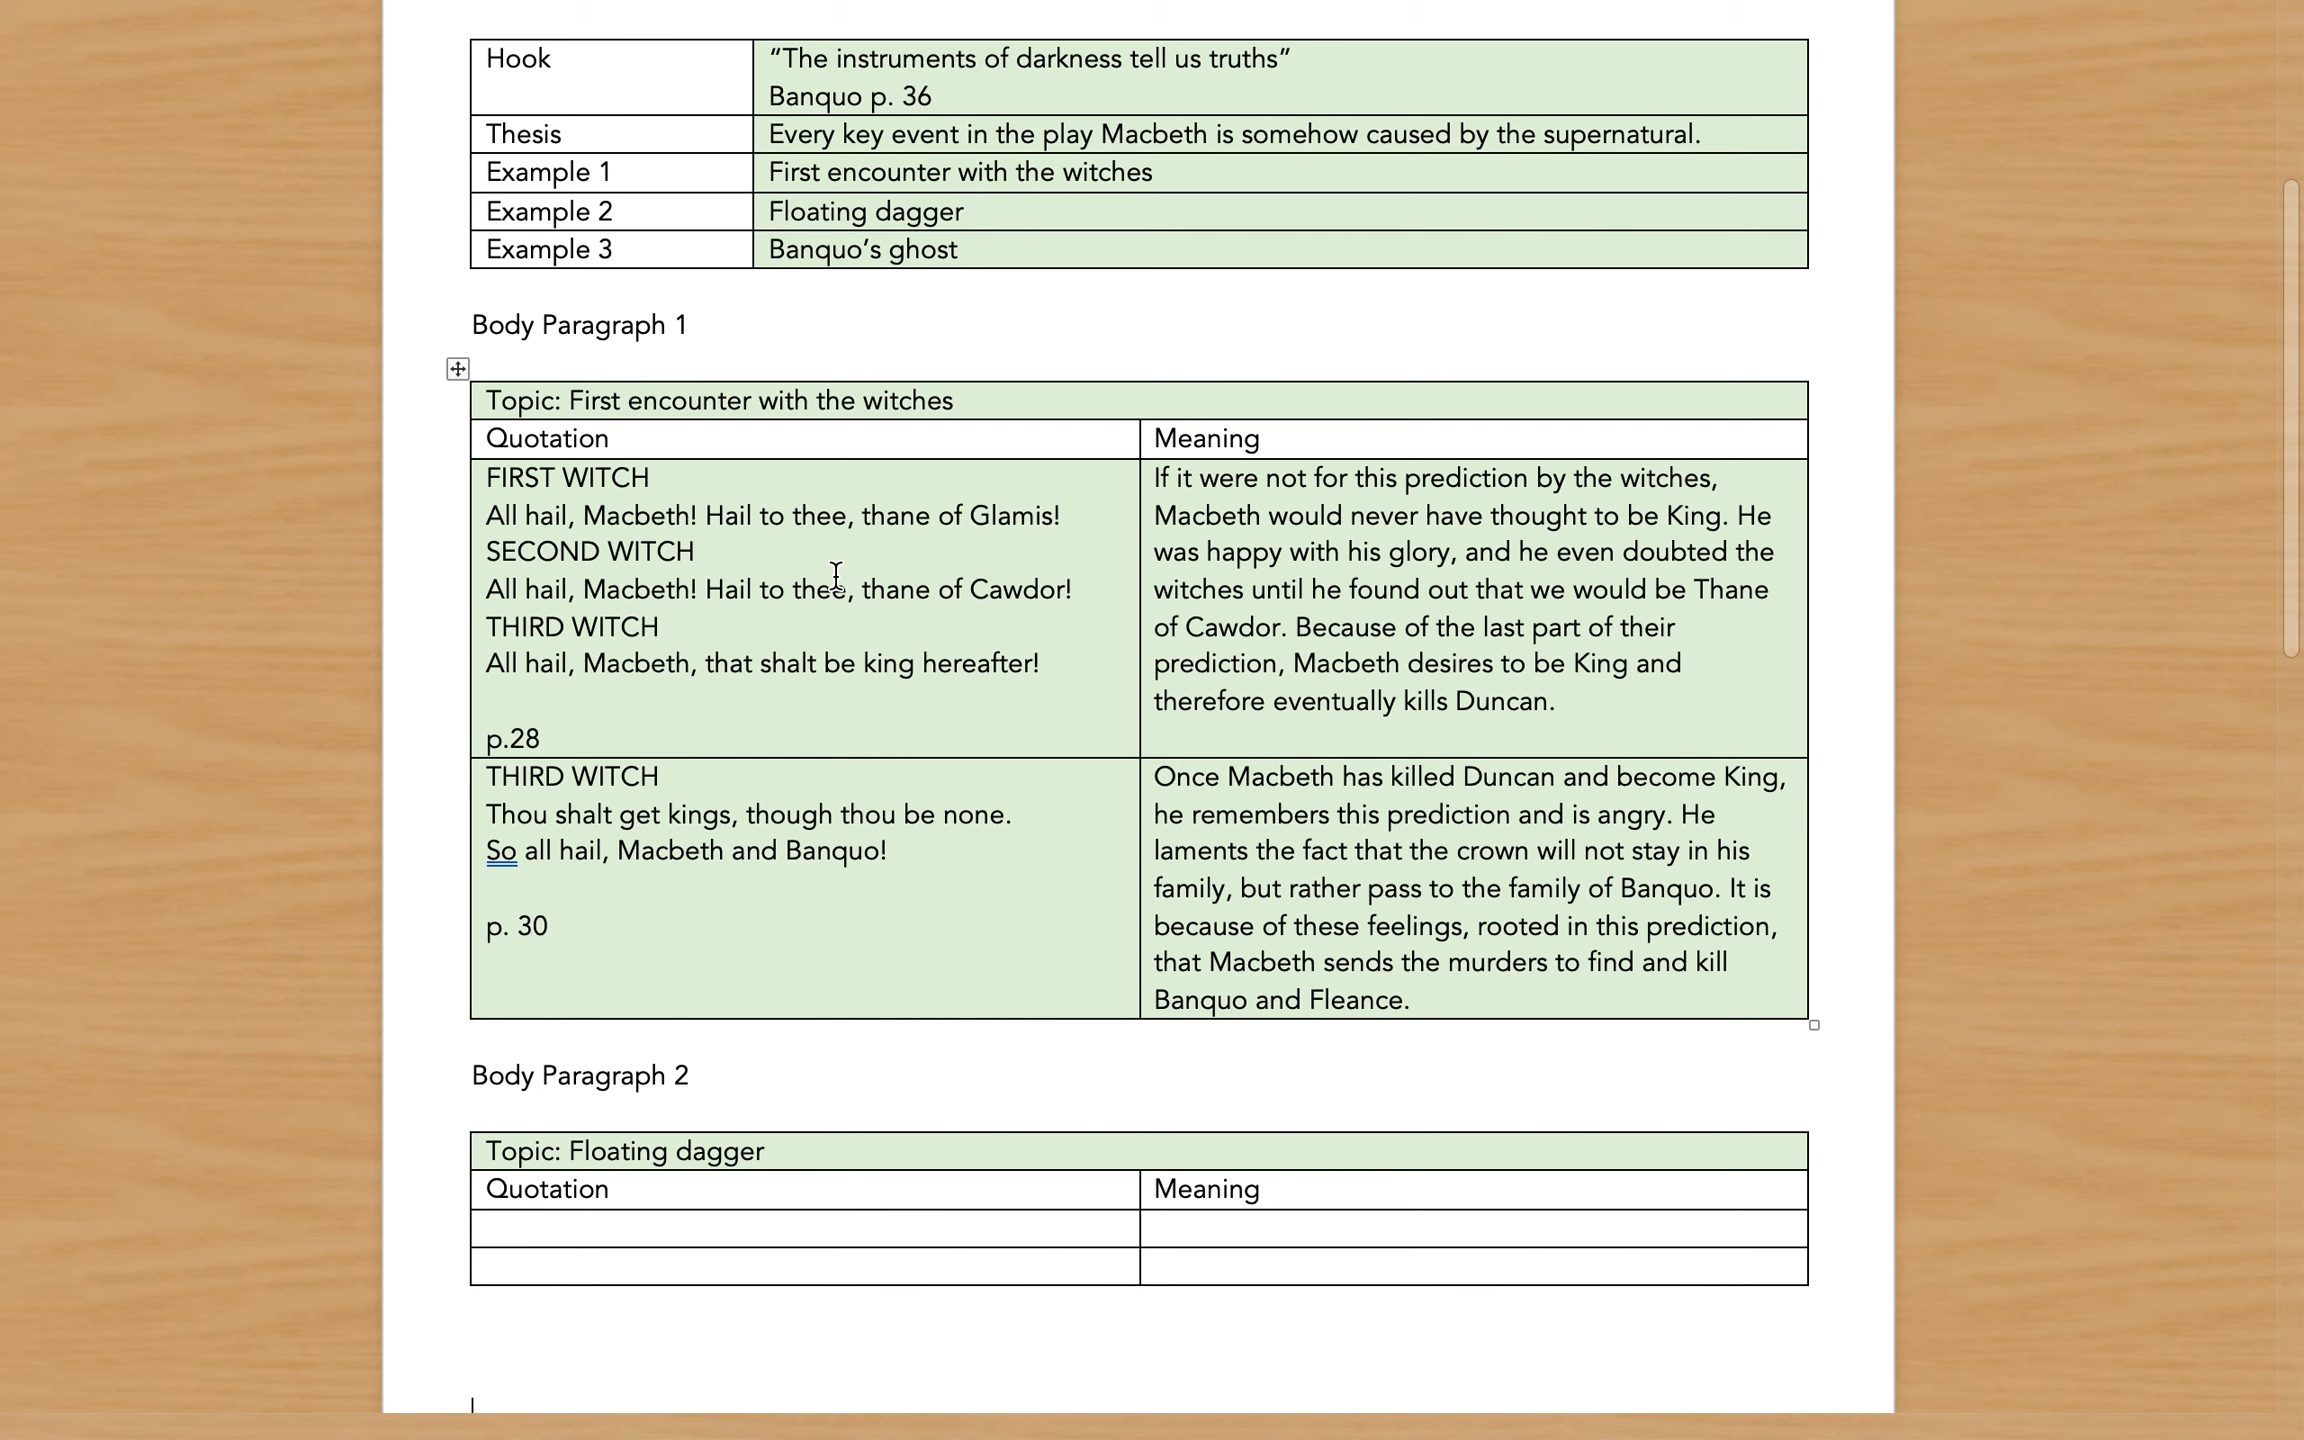 Hook
“The instruments of darkness tell us truths”
Banquo p. 36
Thesis
Every key event in the play Macbeth is somehow caused by the supernatural.
Example 1
First encounter with the witches
Example 2
Floating dagger
Example 3
Banquo’s ghost
Body Paragraph 1
Topic: First encounter with the witches
Quotation
Meaning
FIRST WITCH
All hail, Macbeth! Hail to thee, thane of Glamis!
SECOND WITCH
All hail, Macbeth! Hail to thee, thane of Cawdor!
THIRD WITCH
All hail, Macbeth, that shalt be king hereafter!
p.28
If it were not for this prediction by the witches,
Macbeth would never have thought to be King. He
was happy with his glory, and he even doubted the
witches until he found out that we would be Thane
of Cawdor. Because of the last part of their
prediction, Macbeth desires to be King and
therefore eventually kills Duncan.
THIRD WITCH
Thou shalt get kings, though thou be none.
So all hail, Macbeth and Banquo!
p. 30
Once Macbeth has killed Duncan and become King,
he remembers this prediction and is angry. He
laments the fact that the crown will not stay in his
family, but rather pass to the family of Banquo. It is
because of these feelings, rooted in this prediction,
that Macbeth sends the murders to find and kill
Banquo and Fleance.
Body Paragraph 2
Topic: Floating dagger
Quotation
Meaning